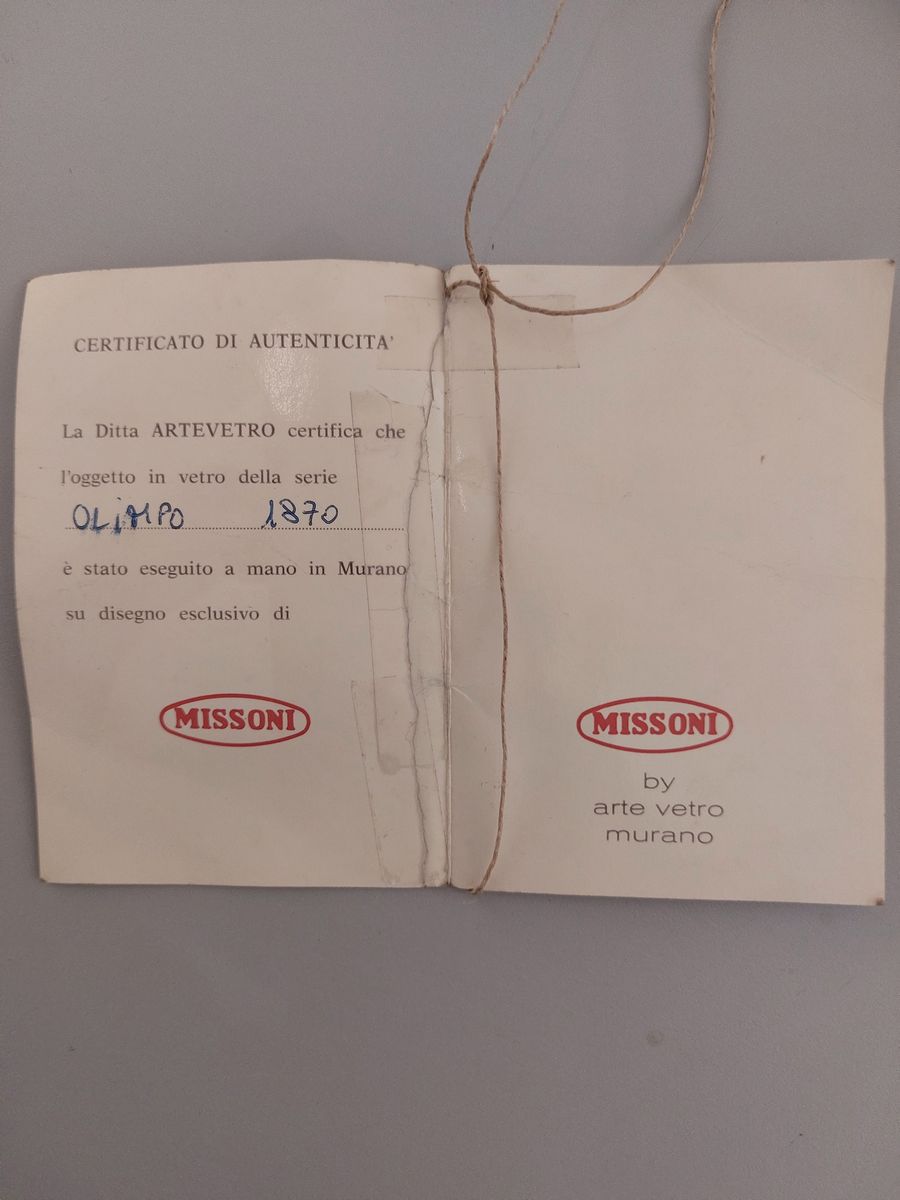 CERTIFICATO DI AUTENTICITA'
La Ditta ARTEVETRO certifica che
l'oggetto in vetro della serie
OLIMPO 1870
è stato eseguito a mano in Murano
su disegno esclusivo di
MISSONI
MISSONI
by
arte vetro
murano